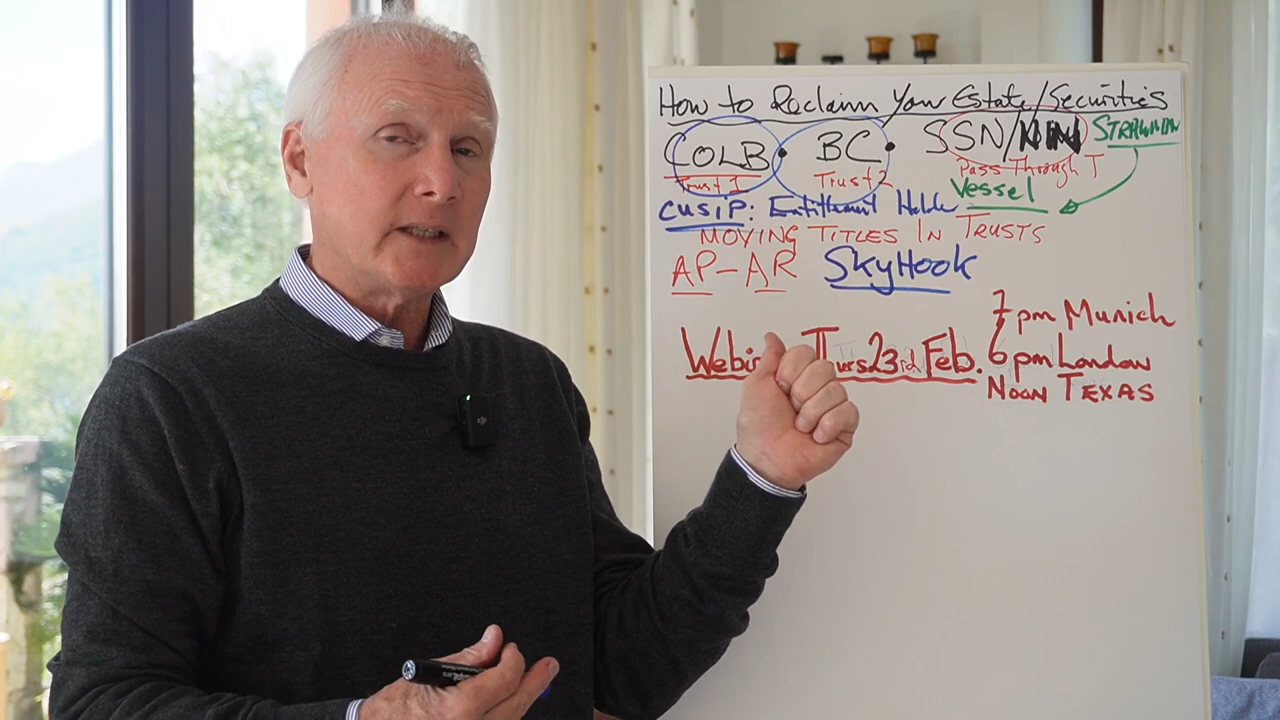 How to Reclaim Your Estate/Securities
COLB • BC • SSN/NIN STRAWMAN
Trust 1 Trust 2 Pass Through T
Vessel
CUSIP: Entitlement Holder
MOVING TITLES IN TRUSTS
AP-AR SKYHOOK
7pm Munich
Thurs 23rd Feb. 6pm London
Noon TEXAS